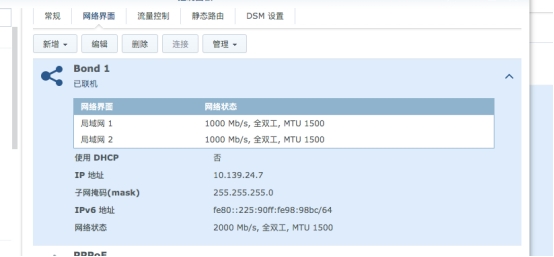 常规 网络界面 流量控制 静态路由 DSM 设置
新增 编辑 删除 连接 管理
Bond 1
已联机
网络界面 网络状态
局域网 1 1000 Mb/s, 全双工, MTU 1500
局域网 2 1000 Mb/s, 全双工, MTU 1500
使用 DHCP 否
IP 地址 10.139.24.7
子网掩码(mask) 255.255.255.0
IPv6 地址 fe80::225:90ff:fe98:98bc/64
网络状态 2000 Mb/s, 全双工, MTU 1500
PPPoE